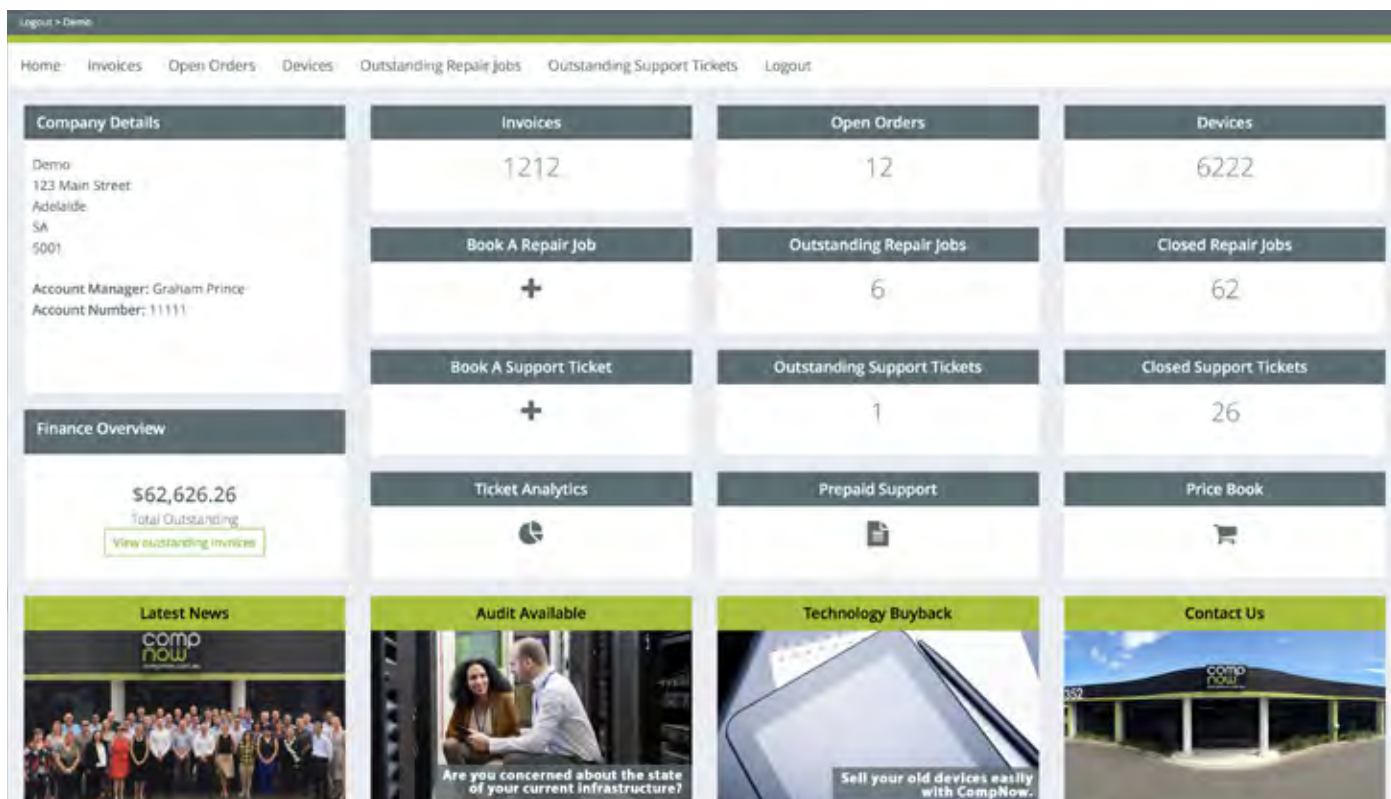 Logout > Demo
Home Invoices Open Orders Devices Outstanding Repair Jobs Outstanding Support Tickets Logout
Company Details
Demo
123 Main Street
Adelaide
SA
5001
Account Manager: Graham Prince
Account Number: 11111
Finance Overview
$62,626.26
Total Outstanding
View outstanding invoices
Invoices
1212
Open Orders
12
Devices
6222
Book A Repair Job
Outstanding Repair Jobs
6
Closed Repair Jobs
62
Book A Support Ticket
Outstanding Support Tickets
1
Closed Support Tickets
26
Ticket Analytics
Prepaid Support
Price Book
Latest News
comp
now
Audit Available
Are you concerned about the state
of your current infrastructure?
Technology Buyback
Sell your old devices easily
with CompNow.
Contact Us
comp
now
352